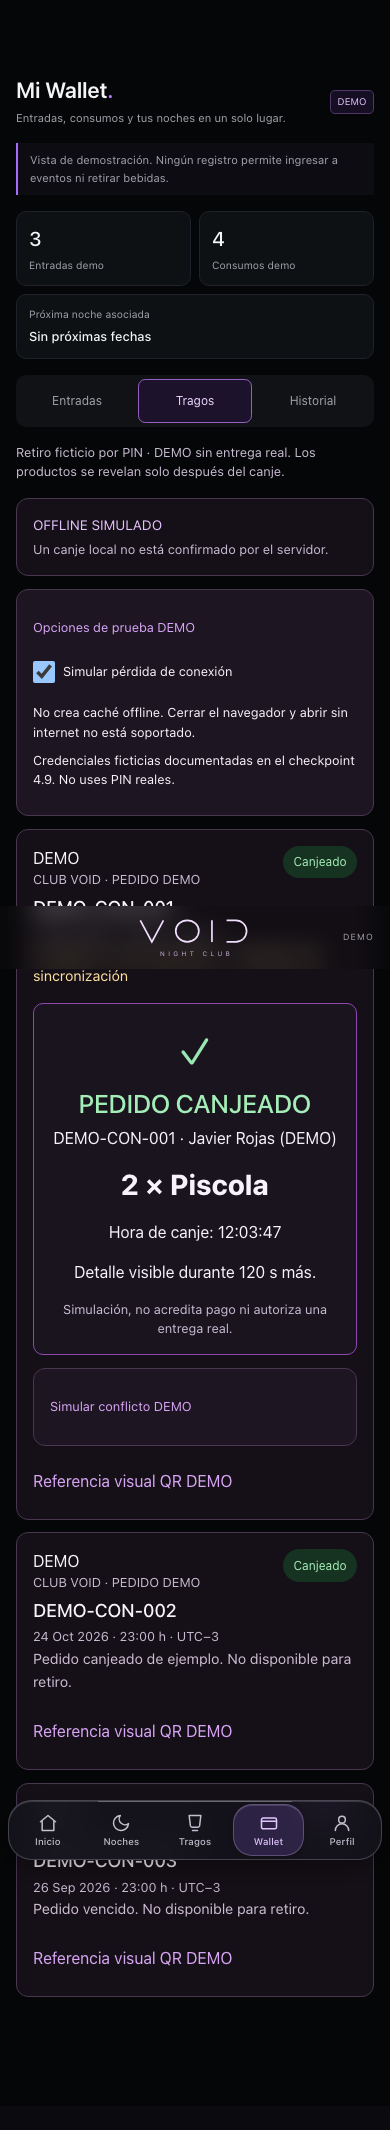 Mi Wallet.
DEMO
Entradas, consumos y tus noches en un solo lugar.
Vista de demostración. Ningún registro permite ingresar a
eventos ni retirar bebidas.
3
Entradas demo
4
Consumos demo
Próxima noche asociada
Sin próximas fechas
Entradas
Tragos
Historial
Retiro ficticio por PIN · DEMO sin entrega real. Los
productos se revelan solo después del canje.
OFFLINE SIMULADO
Un canje local no está confirmado por el servidor.
Opciones de prueba DEMO
Simular pérdida de conexión
No crea caché offline. Cerrar el navegador y abrir sin
internet no está soportado.
Credenciales ficticias documentadas en el checkpoint
4.9. No uses PIN reales.
DEMO
Canjeado
CLUB VOID · PEDIDO DEMO
DEMO-CON-001
VOID
NIGHT CLUB
DEMO
sincronización
PEDIDO CANJEADO
DEMO-CON-001 · Javier Rojas (DEMO)
2 × Piscola
Hora de canje: 12:03:47
Detalle visible durante 120 s más.
Simulación, no acredita pago ni autoriza una
entrega real.
Simular conflicto DEMO
Referencia visual QR DEMO
DEMO
Canjeado
CLUB VOID · PEDIDO DEMO
DEMO-CON-002
24 Oct 2026 · 23:00 h · UTC−3
Pedido canjeado de ejemplo. No disponible para
retiro.
Referencia visual QR DEMO
Inicio
Noches
Tragos
Wallet
Perfil
DEMO-CON-003
26 Sep 2026 · 23:00 h · UTC−3
Pedido vencido. No disponible para retiro.
Referencia visual QR DEMO